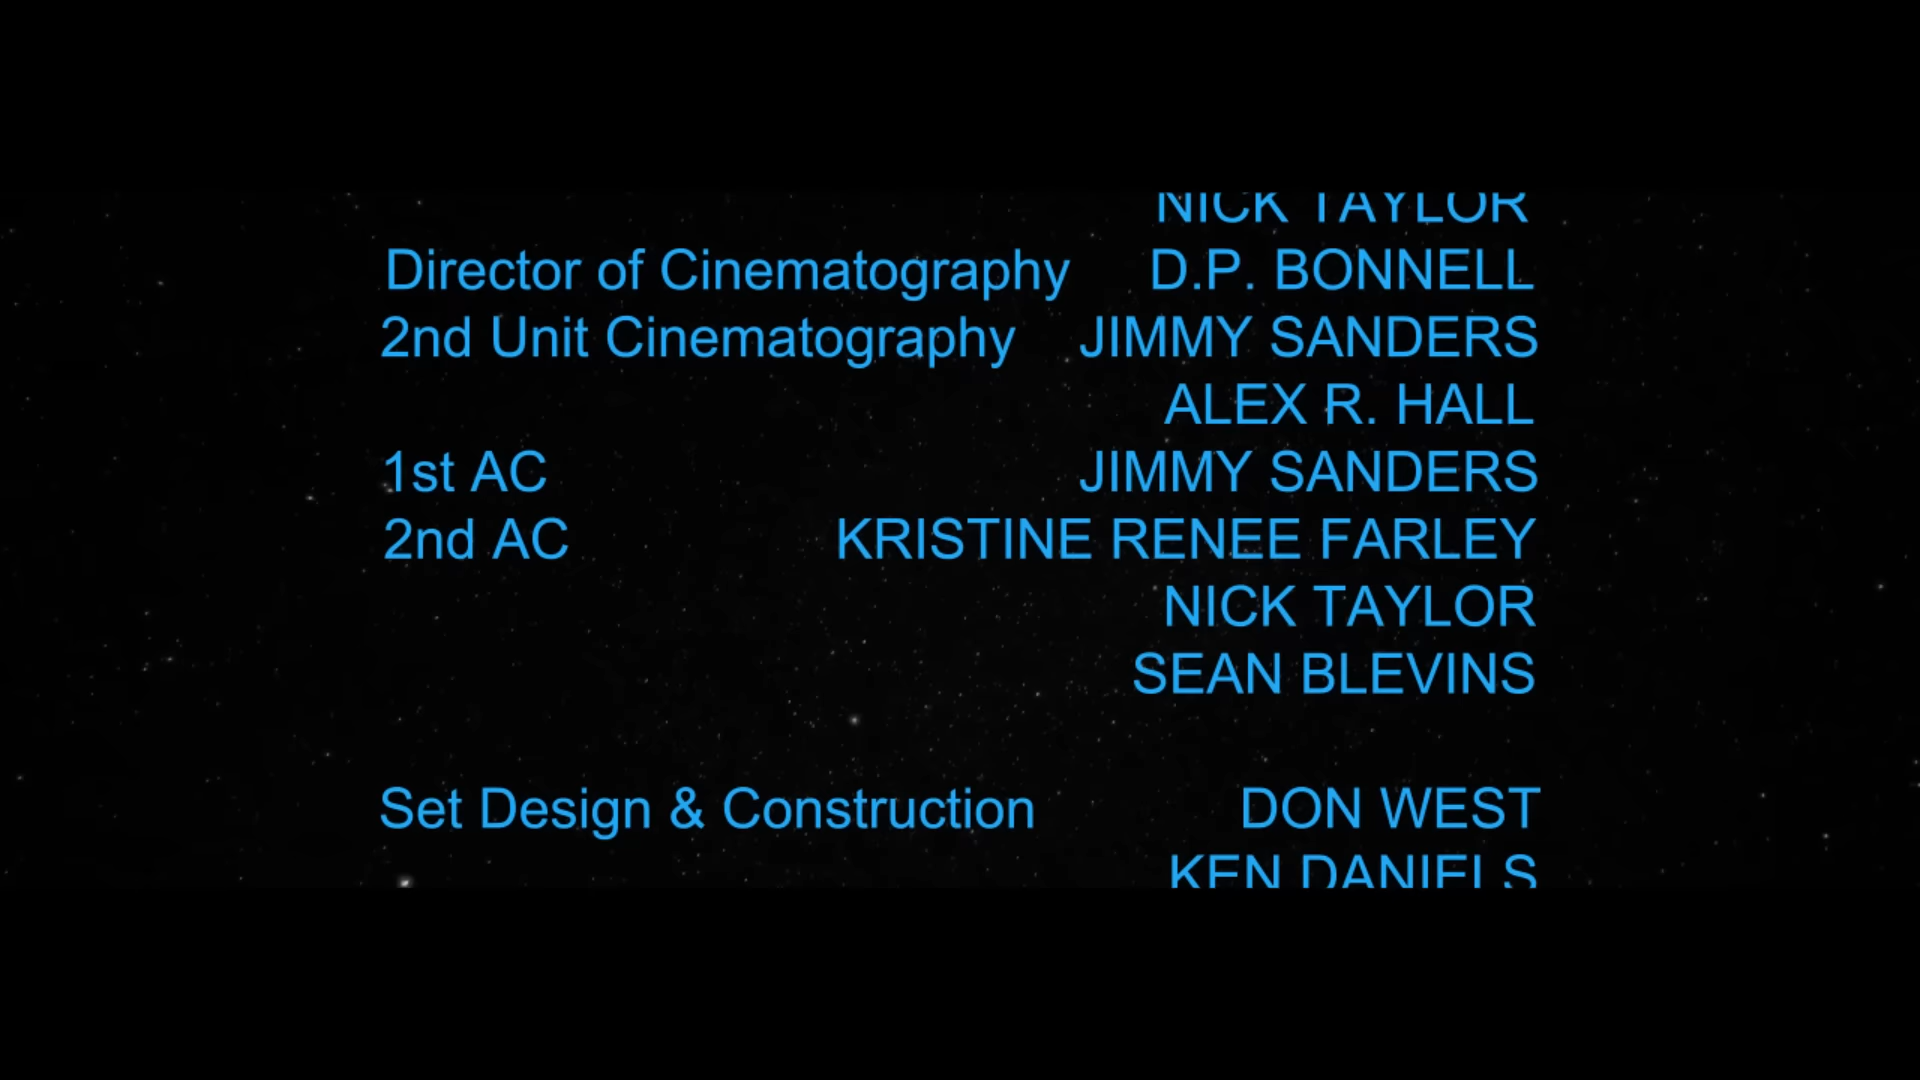 NICK TAYLOR
Director of Cinematography D.P. BONNELL
2nd Unit Cinematography JIMMY SANDERS
ALEX R. HALL
1st AC JIMMY SANDERS
2nd AC KRISTINE RENEE FARLEY
NICK TAYLOR
SEAN BLEVINS
Set Design & Construction DON WEST
KEN DANIELS